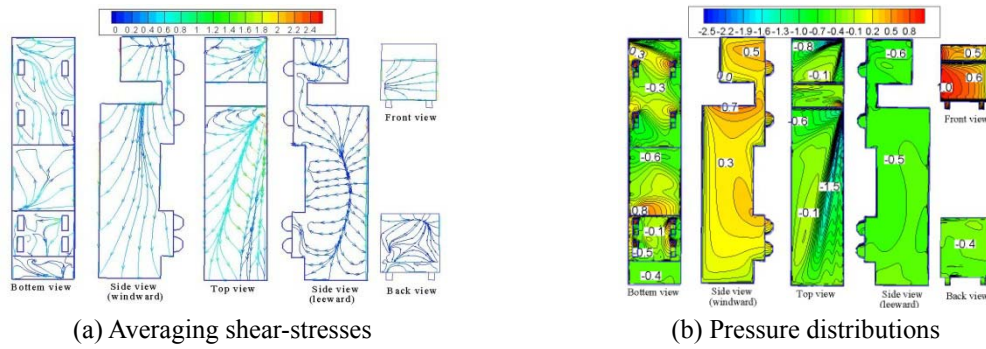 0 0.2 0.4 0.6 0.8 1 1.2 1.4 1.6 1.8 2 2.2 2.4
Bottem view
Side view
(windward)
Top view
Side view
(leeward)
Front view
Back view
(a) Averaging shear-stresses
-2.5 -2.2 -1.9 -1.6 -1.3 -1.0 -0.7 -0.4 -0.1 0.2 0.5 0.8
0.3
-0.3
-0.6
0.8
-0.1
-0.5
-0.4
Bottem view
0.5
0.0
0.7
0.3
Side view
(windward)
-0.8
-0.1
-0.6
-1.5
-0.1
Top view
-0.6
-0.5
Side view
(leeward)
0.5
0.6
1.0
Front view
-0.4
Back view
(b) Pressure distributions